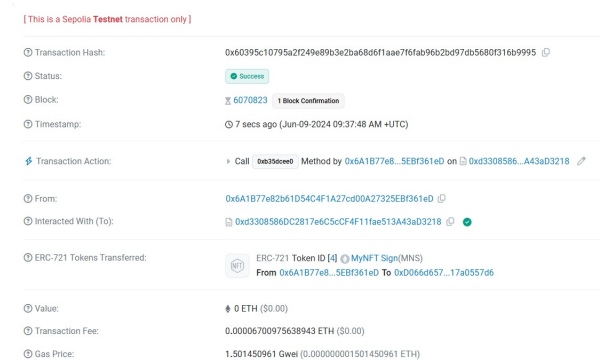 [ This is a Sepolia Testnet transaction only ]
Transaction Hash: 0x60395c10795a2f249e89b3e2ba68d6f1aae7f6fab96b2bd97db5680f316b9995
Status: Success
Block: 6070823 1 Block Confirmation
Timestamp: 7 secs ago (Jun-09-2024 09:37:48 AM +UTC)
Transaction Action: Call 0xb35dcee0 Method by 0x6A1B77e8...5EBf361eD on 0xd3308586...A43aD3218
From: 0x6A1B77e82b61D54C4F1A27cd00A27325EBf361eD
Interacted With (To): 0xd3308586DC2817e6C5cCF4F11fae513A43aD3218
ERC-721 Tokens Transferred: ERC-721 Token ID [4] MyNFT Sign(MNS)
NFT From 0x6A1B77e8...5EBf361eD To 0xD066d657...17a0557d6
Value: 0 ETH ($0.00)
Transaction Fee: 0.00006700975638943 ETH ($0.00)
Gas Price: 1.501450961 Gwei (0.000000001501450961 ETH)